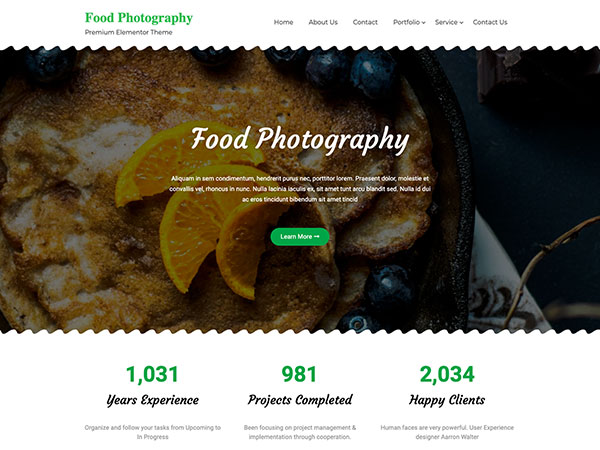 Food Photography
Premium Elementor Theme
Home About Us Contact Portfolio Service Contact Us
Food Photography
Aliquam in sem condimentum, hendrerit purus nec, porttitor lorem. Praesent dolor, molestie et
convallis vel, rhoncus in nunc. Nulla lacinia iaculis ex, sit amet tunt arcu blandit sed. Nulla id dui
ac eros tincidunt bibendum sit amet tincid
Learn More
1,031 981 2,034
Years Experience Projects Completed Happy Clients
Organize and follow your tasks from Upcoming to
In Progress
Been focusing on project management &
implementation through cooperation.
Human faces are very powerful. User Experience
designer Aarron Walter